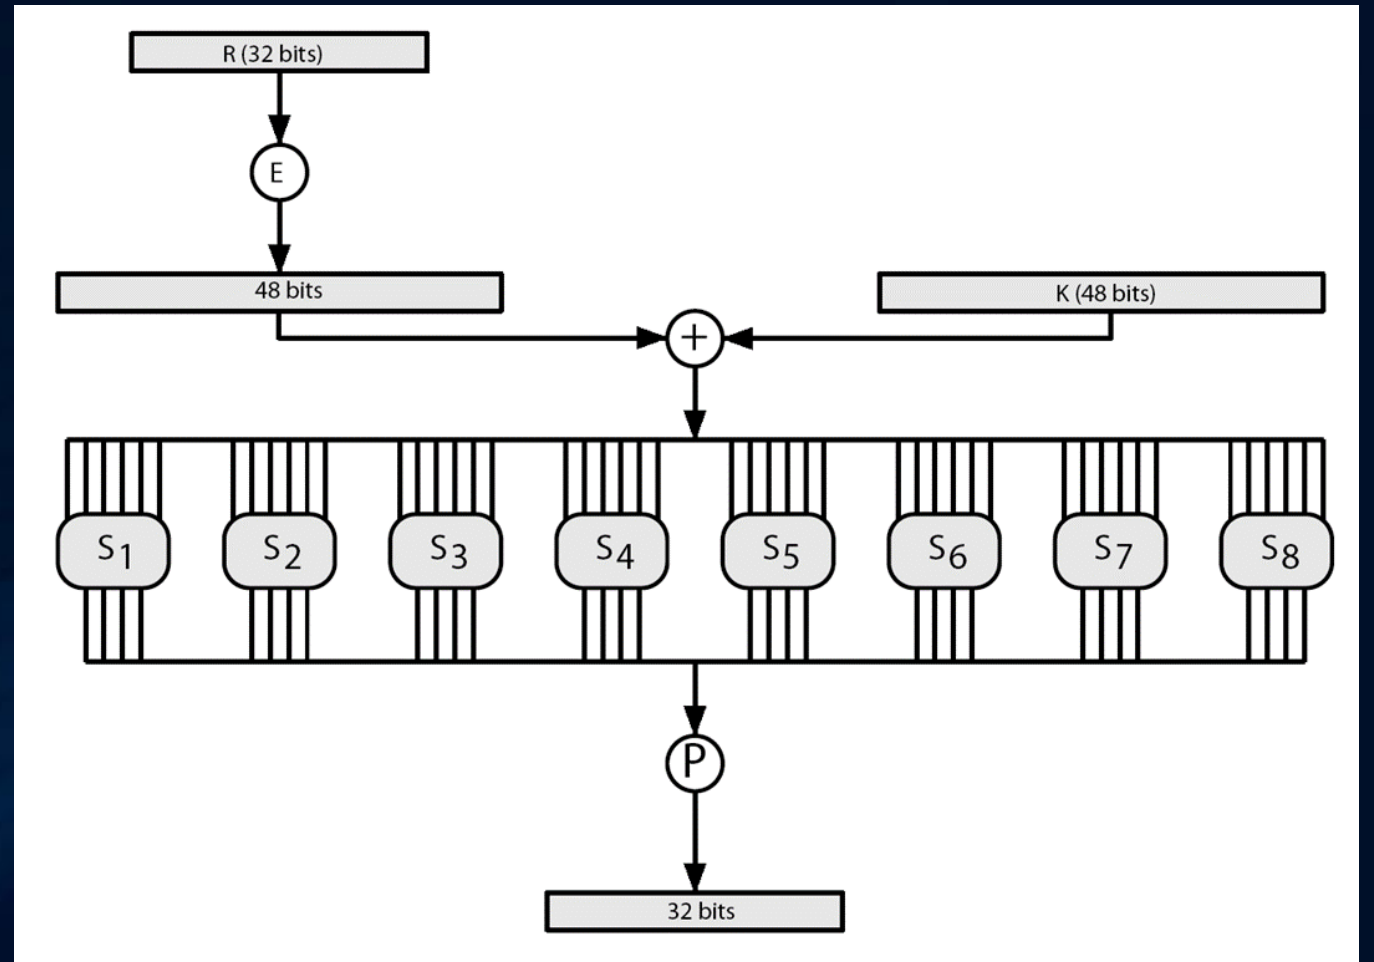 R (32 bits)
E
48 bits
K (48 bits)
+
S1 S2 S3 S4 S5 S6 S7 S8
P
32 bits